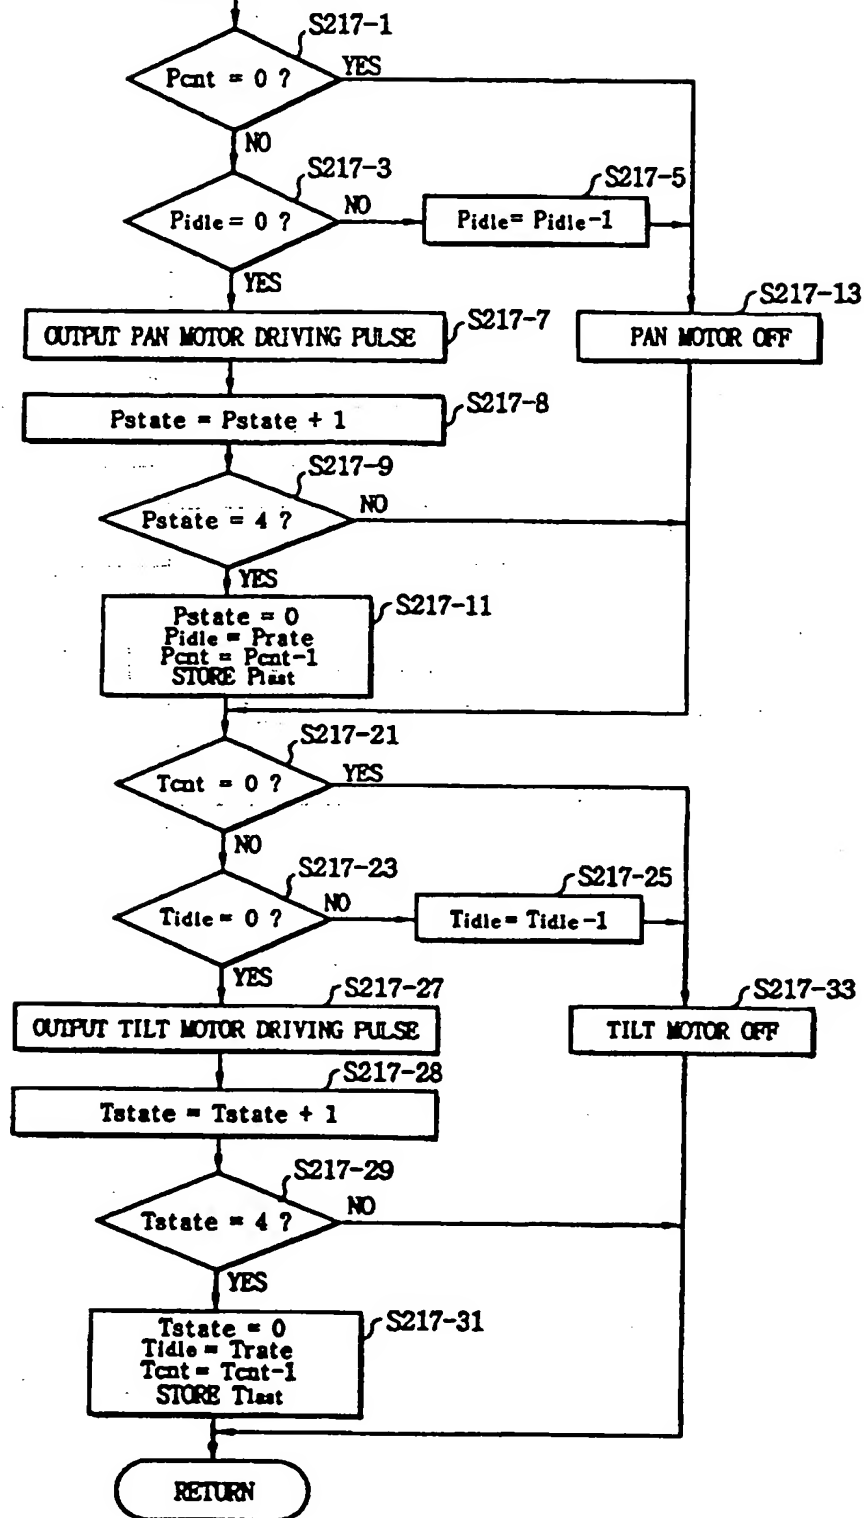 S217-1
Pcnt = 0 ?
YES
NO
S217-3
Pidle = 0 ?
NO
S217-5
Pidle = Pidle-1
YES
S217-7
OUTPUT PAN MOTOR DRIVING PULSE
S217-13
PAN MOTOR OFF
S217-8
Pstate = Pstate + 1
S217-9
Pstate = 4 ?
NO
YES
S217-11
Pstate = 0
Pidle = Prate
Pcnt = Pcnt-1
STORE Plast
S217-21
Tcnt = 0 ?
YES
NO
S217-23
Tidle = 0 ?
NO
S217-25
Tidle = Tidle-1
YES
S217-27
OUTPUT TILT MOTOR DRIVING PULSE
S217-33
TILT MOTOR OFF
S217-28
Tstate = Tstate + 1
S217-29
Tstate = 4 ?
NO
YES
S217-31
Tstate = 0
Tidle = Trate
Tcnt = Tcnt-1
STORE Tlast
RETURN